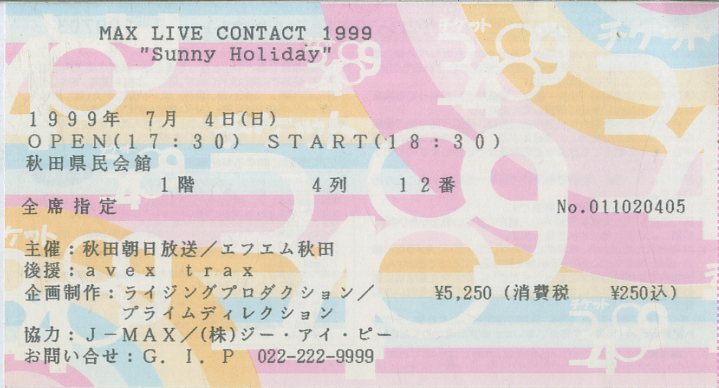 MAX LIVE CONTACT 1999
"Sunny Holiday"
1999年 7月 4日(日)
OPEN(17:30) START(18:30)
秋田県民会館
1階 4列 12番
全席指定 No.011020405
主催:秋田朝日放送/エフエム秋田
後援:avex trax
企画制作:ライジングプロダクション/ ¥5,250 (消費税 ¥250込)
プライムディレクション
協力:J-MAX/(株)ジー・アイ・ピー
お問い合せ:G.I.P 022-222-9999